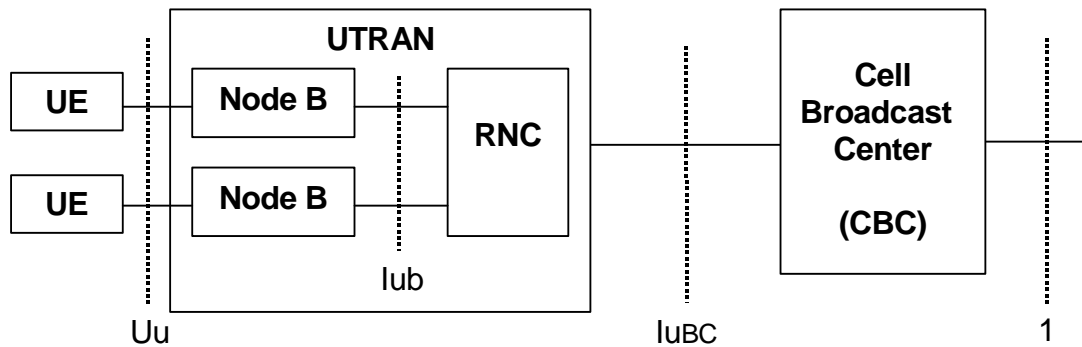 UTRAN
UE
Node B
RNC
UE
Node B
Cell
Broadcast
Center
(CBC)
Iub
Uu
IuBC
1